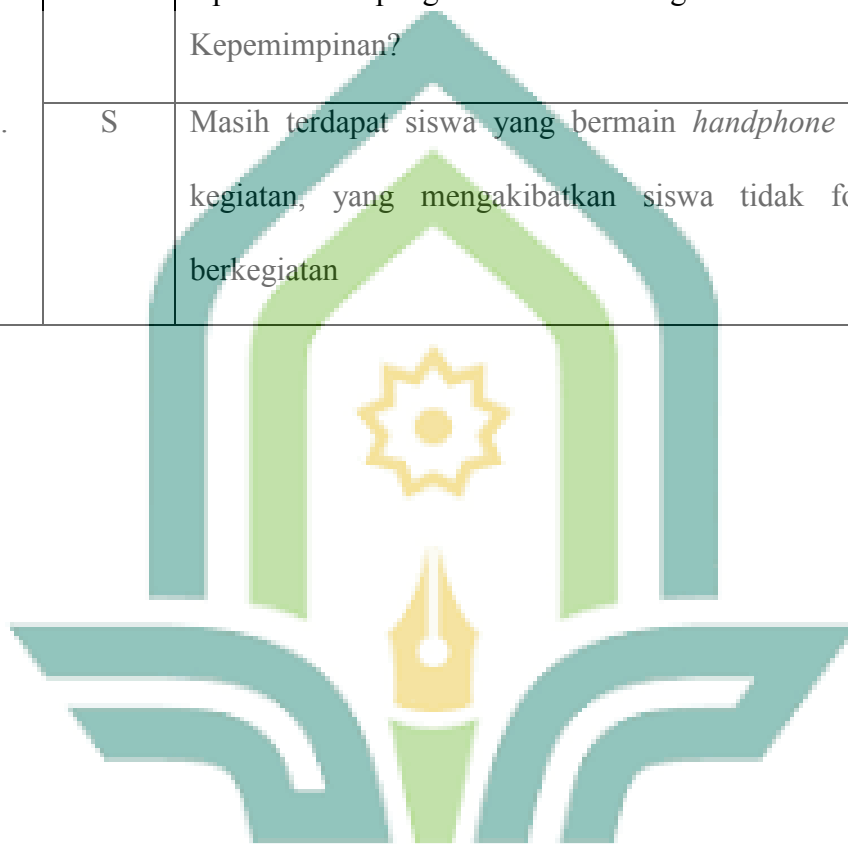 Kepemimpinan?
. S Masih terdapat siswa yang bermain handphone
kegiatan, yang mengakibatkan siswa tidak
berkegiatan